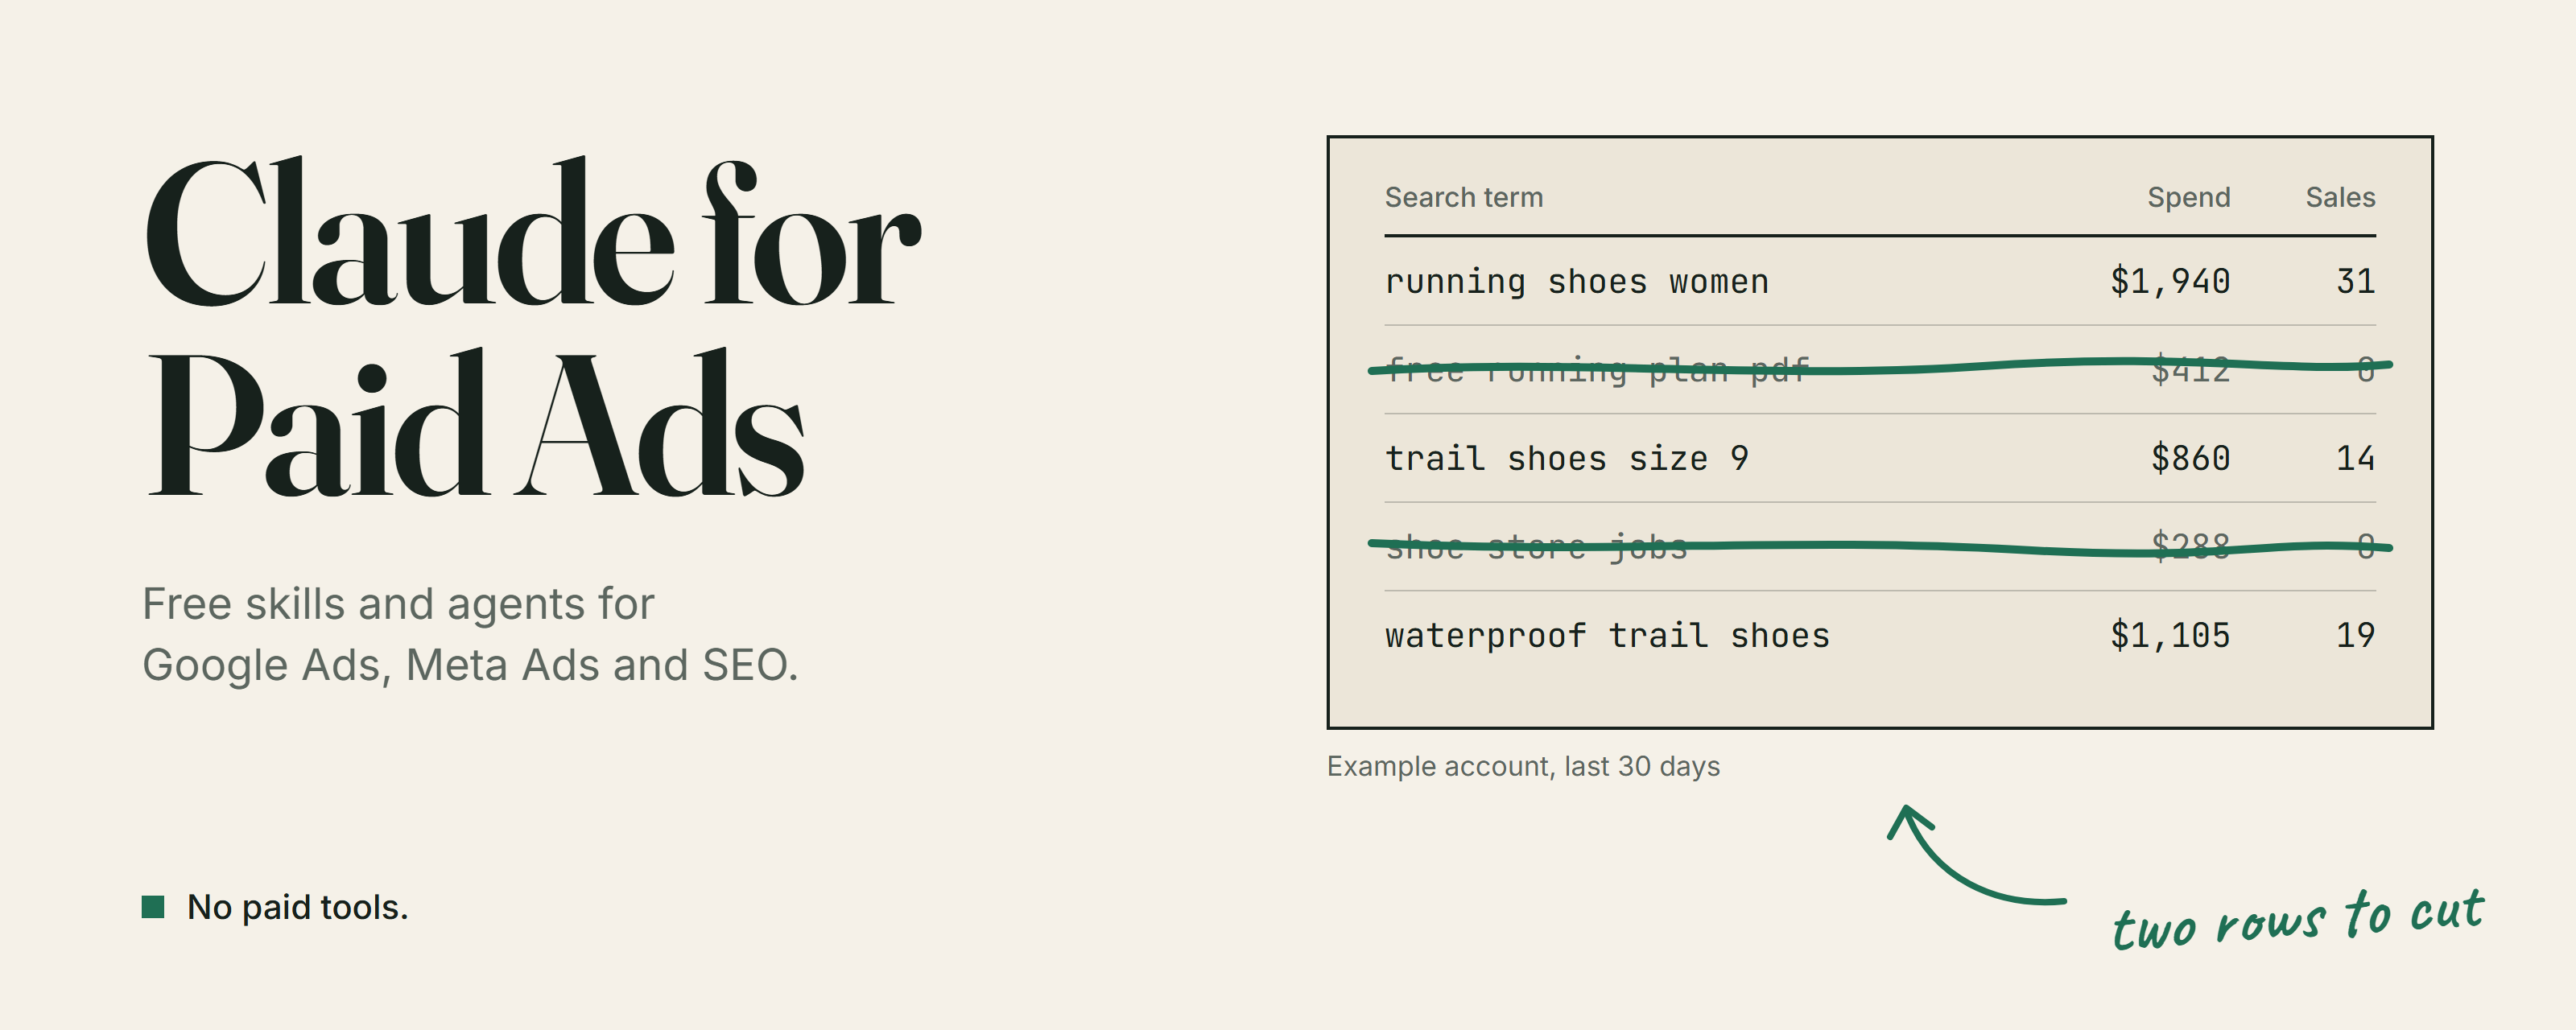 Claude for
Paid Ads
Free skills and agents for
Google Ads, Meta Ads and SEO.
No paid tools.
Search term Spend Sales
running shoes women $1,940 31
free running plan pdf $412 0
trail shoes size 9 $860 14
shoe store jobs $288 0
waterproof trail shoes $1,105 19
Example account, last 30 days
two rows to cut